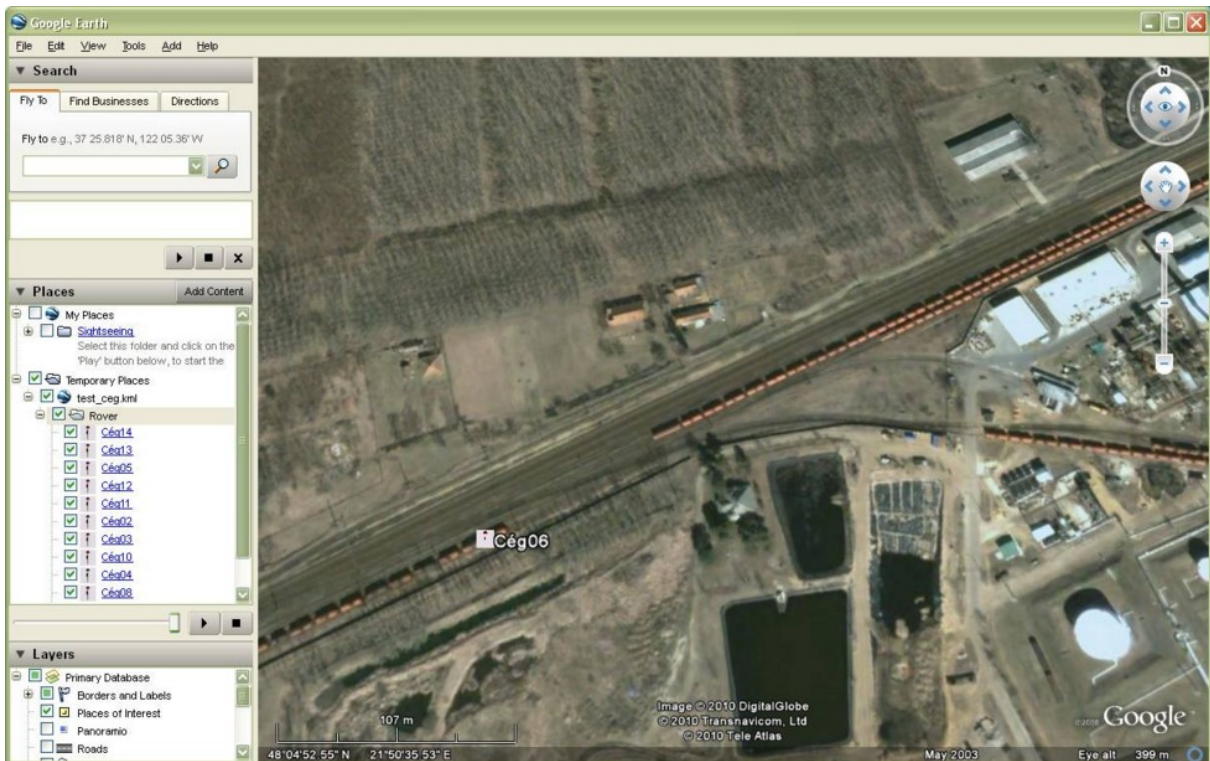 Google Earth
File Edit View Tools Add Help
Search
Fly To Find Businesses Directions
Fly to e.g., 37 25.818' N, 122 05.36' W
Places Add Content
My Places
Sightseeing
Select this folder and click on the
'Play' button below, to start the
Temporary Places
test_ceg.kml
Rover
Cég14
Cég13
Cég05
Cég12
Cég11
Cég02
Cég03
Cég10
Cég04
Cég08
Layers
Primary Database
Borders and Labels
Places of Interest
Panoramio
Roads
N
Cég06
Image © 2010 DigitalGlobe
© 2010 Transnavicom, Ltd
© 2010 Tele Atlas
©2009 Google
107 m
48°04'52.55" N 21°50'35.53" E
May 2003
Eye alt 399 m